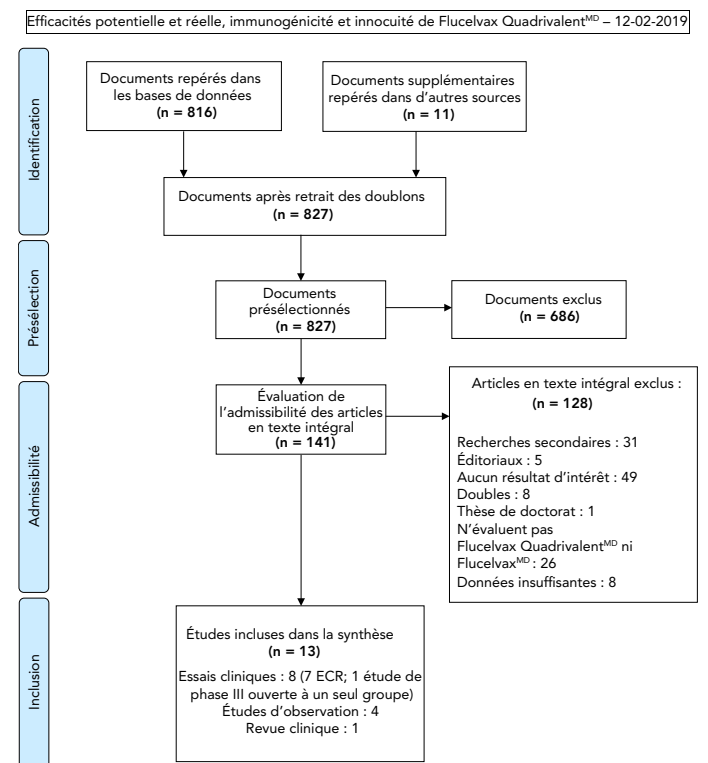 Efficacités potentielle et réelle, immunogénicité et innocuité de Flucelvax Quadrivalentᴹᴰ – 12-02-2019
Identification
Documents repérés dans
les bases de données
(n = 816)
Documents supplémentaires
repérés dans d'autres sources
(n = 11)
Documents après retrait des doublons
(n = 827)
Présélection
Documents
présélectionnés
(n = 827)
Documents exclus
(n = 686)
Admissibilité
Évaluation de
l'admissibilité des articles
en texte intégral
(n = 141)
Articles en texte intégral exclus :
(n = 128)
Recherches secondaires : 31
Éditoriaux : 5
Aucun résultat d'intérêt : 49
Doubles : 8
Thèse de doctorat : 1
N'évaluent pas
Flucelvax Quadrivalentᴹᴰ ni
Flucelvaxᴹᴰ : 26
Données insuffisantes : 8
Inclusion
Études incluses dans la synthèse
(n = 13)
Essais cliniques : 8 (7 ECR; 1 étude de
phase III ouverte à un seul groupe)
Études d'observation : 4
Revue clinique : 1